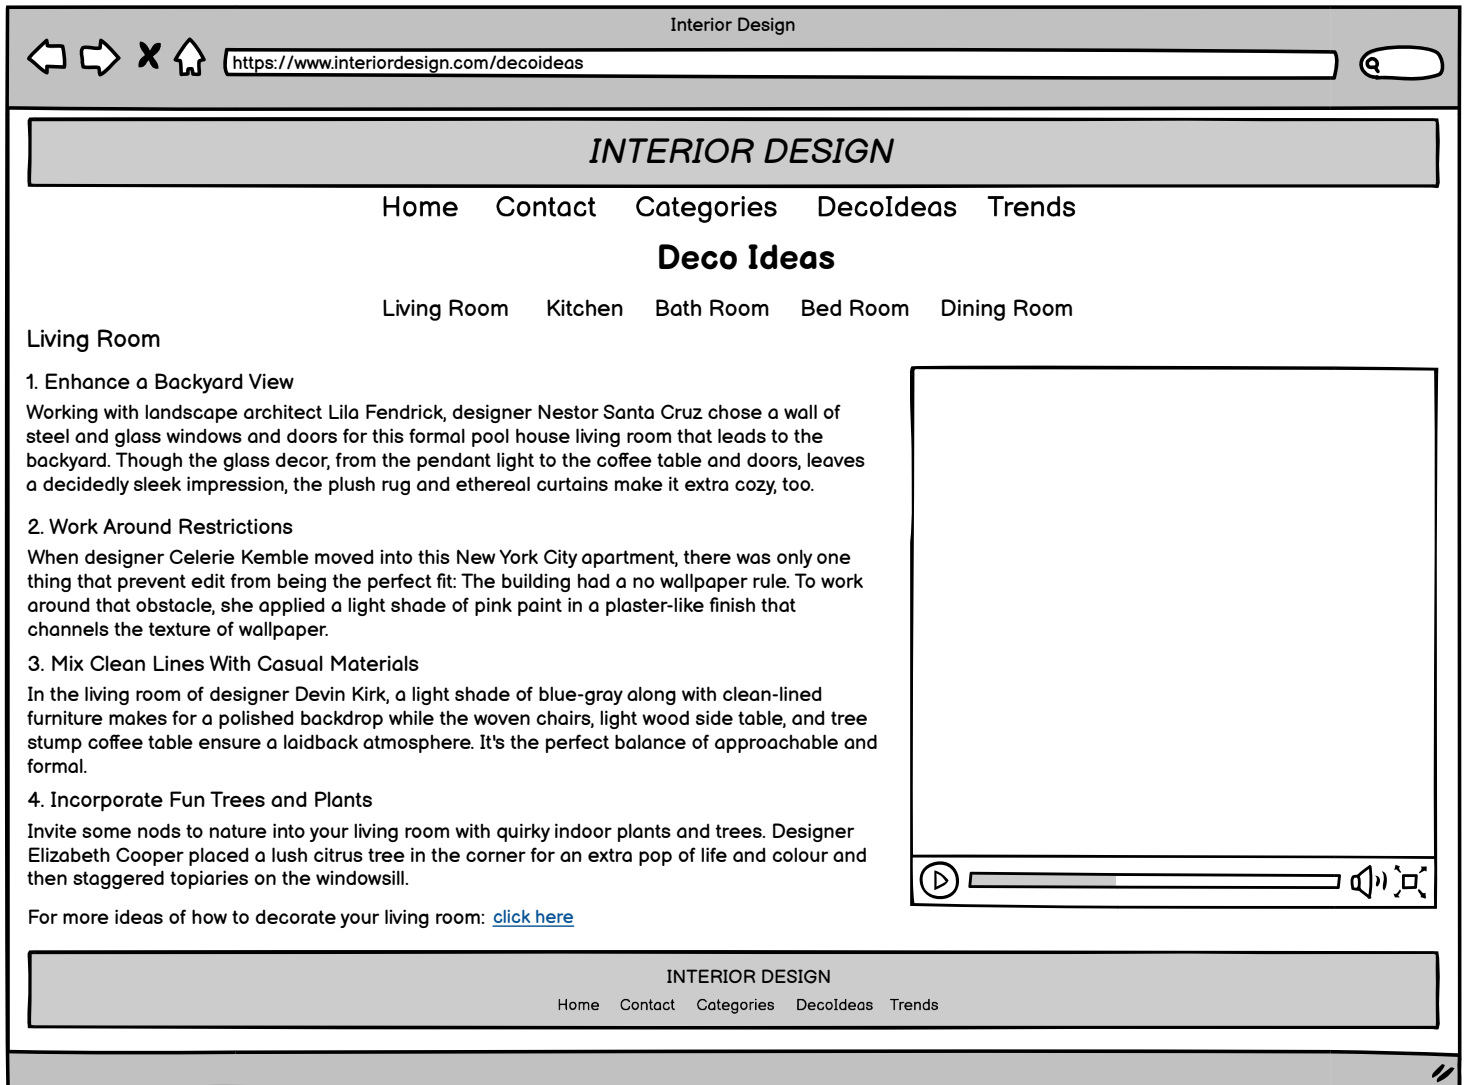 Interior Design
https://www.interiordesign.com/decoideas
INTERIOR DESIGN
Home Contact Categories DecoIdeas Trends
Deco Ideas
Living Room Kitchen Bath Room Bed Room Dining Room
Living Room
1. Enhance a Backyard View
Working with landscape architect Lila Fendrick, designer Nestor Santa Cruz chose a wall of
steel and glass windows and doors for this formal pool house living room that leads to the
backyard. Though the glass decor, from the pendant light to the coffee table and doors, leaves
a decidedly sleek impression, the plush rug and ethereal curtains make it extra cozy, too.
2. Work Around Restrictions
When designer Celerie Kemble moved into this New York City apartment, there was only one
thing that prevent edit from being the perfect fit: The building had a no wallpaper rule. To work
around that obstacle, she applied a light shade of pink paint in a plaster-like finish that
channels the texture of wallpaper.
3. Mix Clean Lines With Casual Materials
In the living room of designer Devin Kirk, a light shade of blue-gray along with clean-lined
furniture makes for a polished backdrop while the woven chairs, light wood side table, and tree
stump coffee table ensure a laidback atmosphere. It's the perfect balance of approachable and
formal.
4. Incorporate Fun Trees and Plants
Invite some nods to nature into your living room with quirky indoor plants and trees. Designer
Elizabeth Cooper placed a lush citrus tree in the corner for an extra pop of life and colour and
then staggered topiaries on the windowsill.
For more ideas of how to decorate your living room: click here
INTERIOR DESIGN
Home Contact Categories DecoIdeas Trends